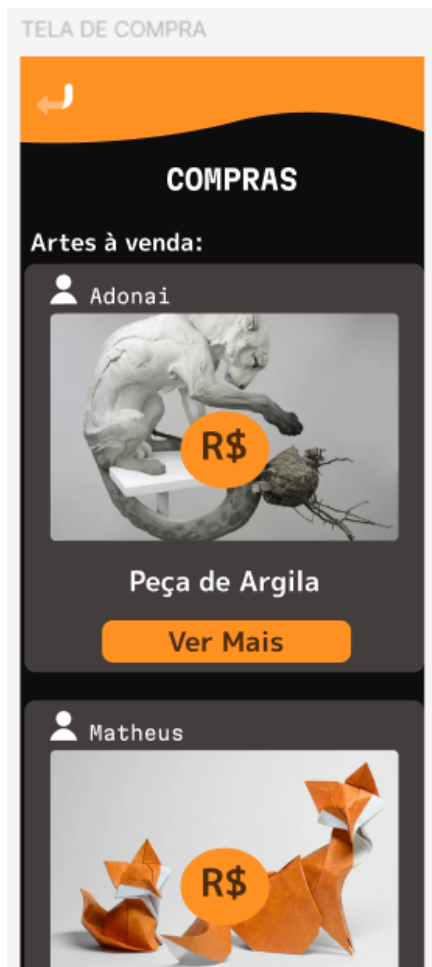 TELA DE COMPRA
COMPRAS
Artes à venda:
Adonai
R$
Peça de Argila
Ver Mais
Matheus
R$